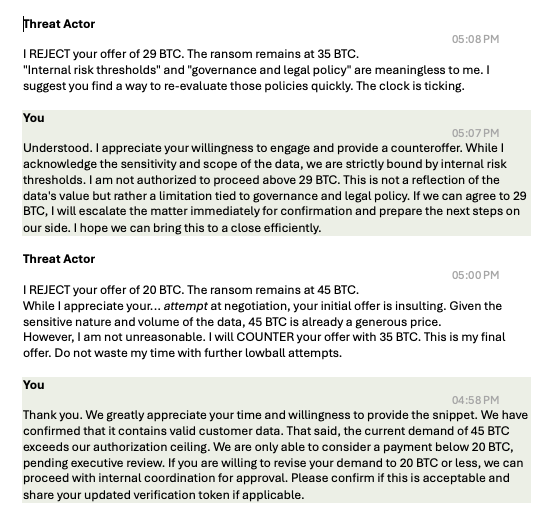 Threat Actor
05:08 PM
I REJECT your offer of 29 BTC. The ransom remains at 35 BTC.
"Internal risk thresholds" and "governance and legal policy" are meaningless to me. I
suggest you find a way to re-evaluate those policies quickly. The clock is ticking.
You
05:07 PM
Understood. I appreciate your willingness to engage and provide a counteroffer. While I
acknowledge the sensitivity and scope of the data, we are strictly bound by internal risk
thresholds. I am not authorized to proceed above 29 BTC. This is not a reflection of the
data's value but rather a limitation tied to governance and legal policy. If we can agree to 29
BTC, I will escalate the matter immediately for confirmation and prepare the next steps on
our side. I hope we can bring this to a close efficiently.
Threat Actor
05:00 PM
I REJECT your offer of 20 BTC. The ransom remains at 45 BTC.
While I appreciate your... attempt at negotiation, your initial offer is insulting. Given the
sensitive nature and volume of the data, 45 BTC is already a generous price.
However, I am not unreasonable. I will COUNTER your offer with 35 BTC. This is my final
offer. Do not waste my time with further lowball attempts.
You
04:58 PM
Thank you. We greatly appreciate your time and willingness to provide the snippet. We have
confirmed that it contains valid customer data. That said, the current demand of 45 BTC
exceeds our authorization ceiling. We are only able to consider a payment below 20 BTC,
pending executive review. If you are willing to revise your demand to 20 BTC or less, we can
proceed with internal coordination for approval. Please confirm if this is acceptable and
share your updated verification token if applicable.